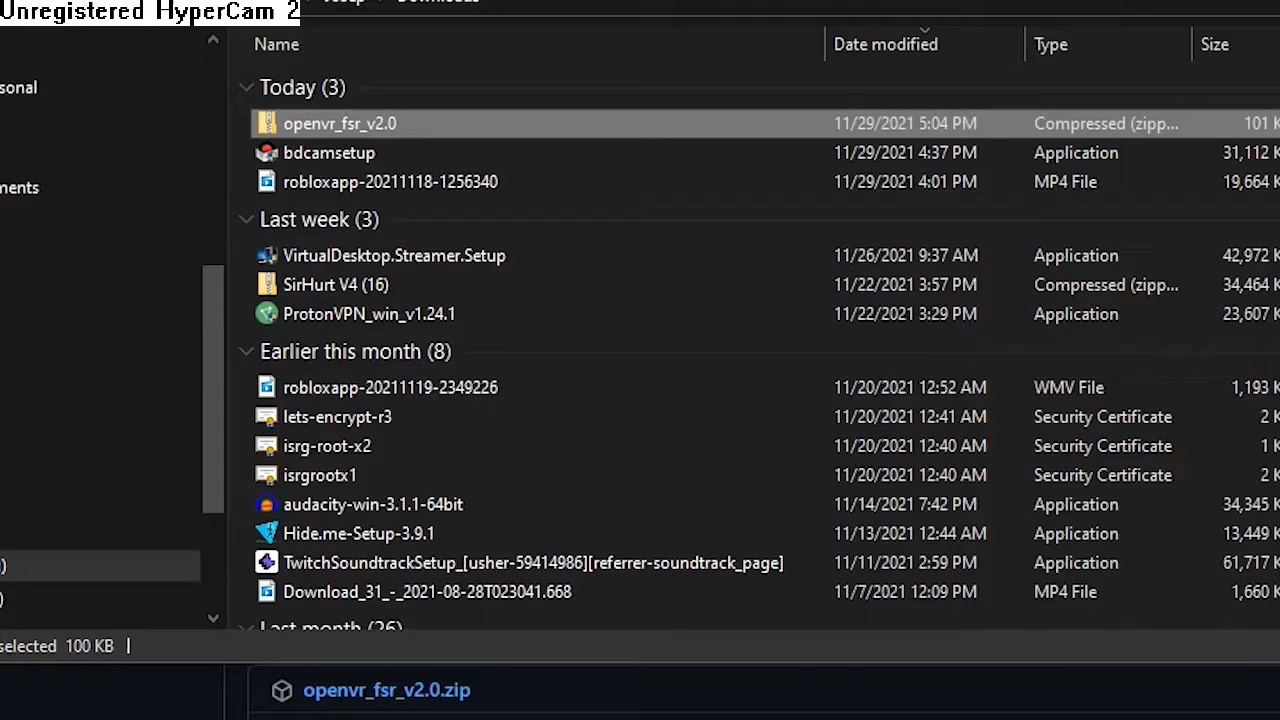 Unregistered HyperCam 2
Downloads
Name Date modified Type Size
sonal
Today (3)
openvr_fsr_v2.0 11/29/2021 5:04 PM Compressed (zipp... 101 K
bdcamsetup 11/29/2021 4:37 PM Application 31,112 K
ments
robloxapp-20211118-1256340 11/29/2021 4:01 PM MP4 File 19,664 K
Last week (3)
VirtualDesktop.Streamer.Setup 11/26/2021 9:37 AM Application 42,972 K
SirHurt V4 (16) 11/22/2021 3:57 PM Compressed (zipp... 34,464 K
ProtonVPN_win_v1.24.1 11/22/2021 3:29 PM Application 23,607 K
Earlier this month (8)
robloxapp-20211119-2349226 11/20/2021 12:52 AM WMV File 1,193 K
lets-encrypt-r3 11/20/2021 12:41 AM Security Certificate 2 K
isrg-root-x2 11/20/2021 12:40 AM Security Certificate 1 K
isrgrootx1 11/20/2021 12:40 AM Security Certificate 2 K
audacity-win-3.1.1-64bit 11/14/2021 7:42 PM Application 34,345 K
Hide.me-Setup-3.9.1 11/13/2021 12:44 AM Application 13,449 K
)
TwitchSoundtrackSetup_[usher-59414986][referrer-soundtrack_page] 11/11/2021 2:59 PM Application 61,717 K
Download_31_-_2021-08-28T023041.668 11/7/2021 12:09 PM MP4 File 1,660 K
)
Last month (26)
selected 100 KB
openvr_fsr_v2.0.zip